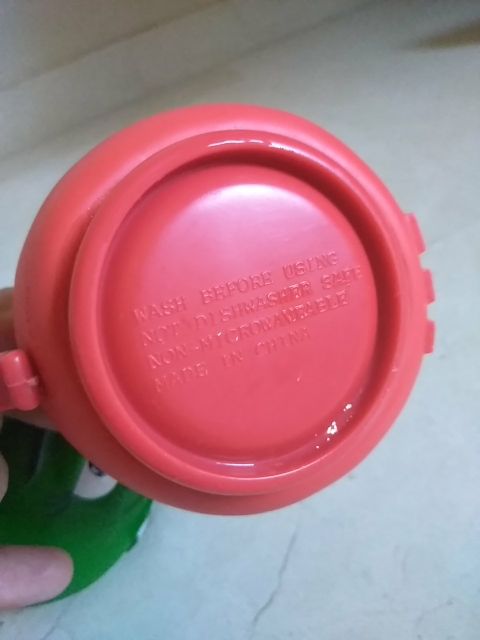 WASH BEFORE USING
NOT DISHWASHER SAFE
NON-MICROWAVEABLE
MADE IN CHINA